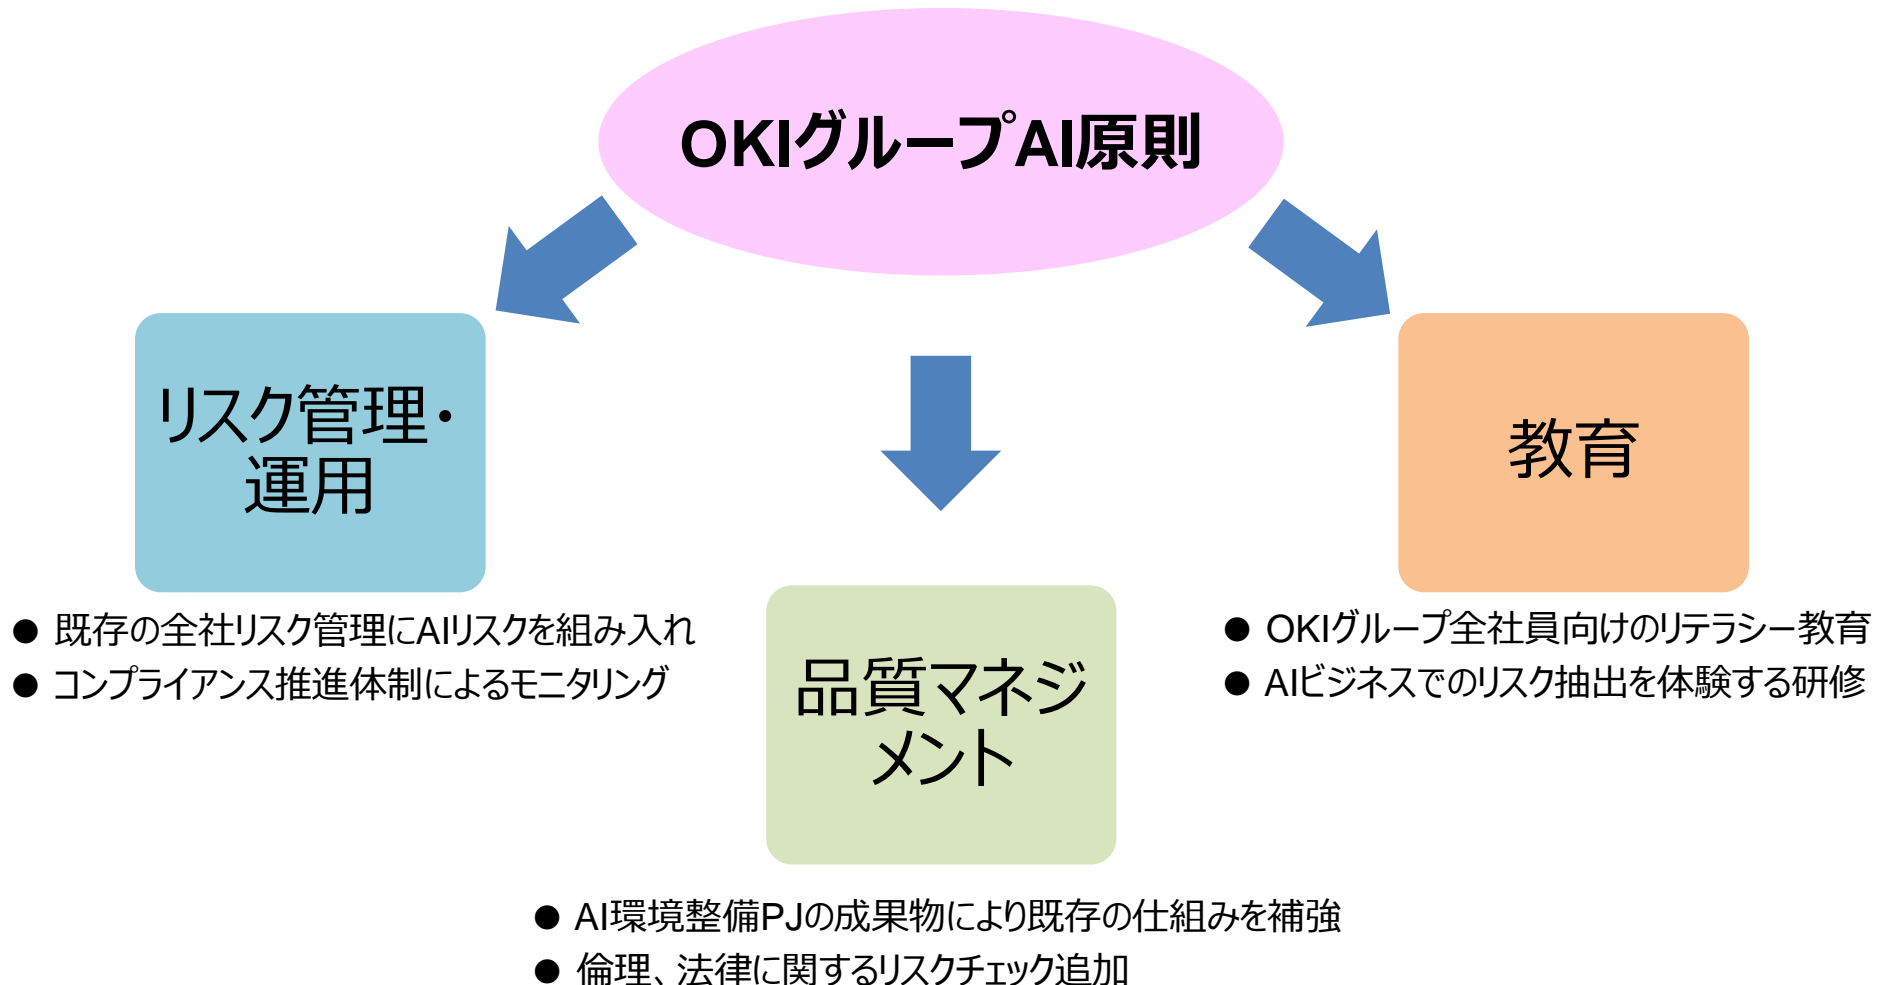 OKIグループAI原則
リスク管理・
運用
● 既存の全社リスク管理にAIリスクを組み入れ
● コンプライアンス推進体制によるモニタリング
品質マネジ
メント
● AI環境整備PJの成果物により既存の仕組みを補強
● 倫理、法律に関するリスクチェック追加
教育
● OKIグループ全社員向けのリテラシー教育
● AIビジネスでのリスク抽出を体験する研修